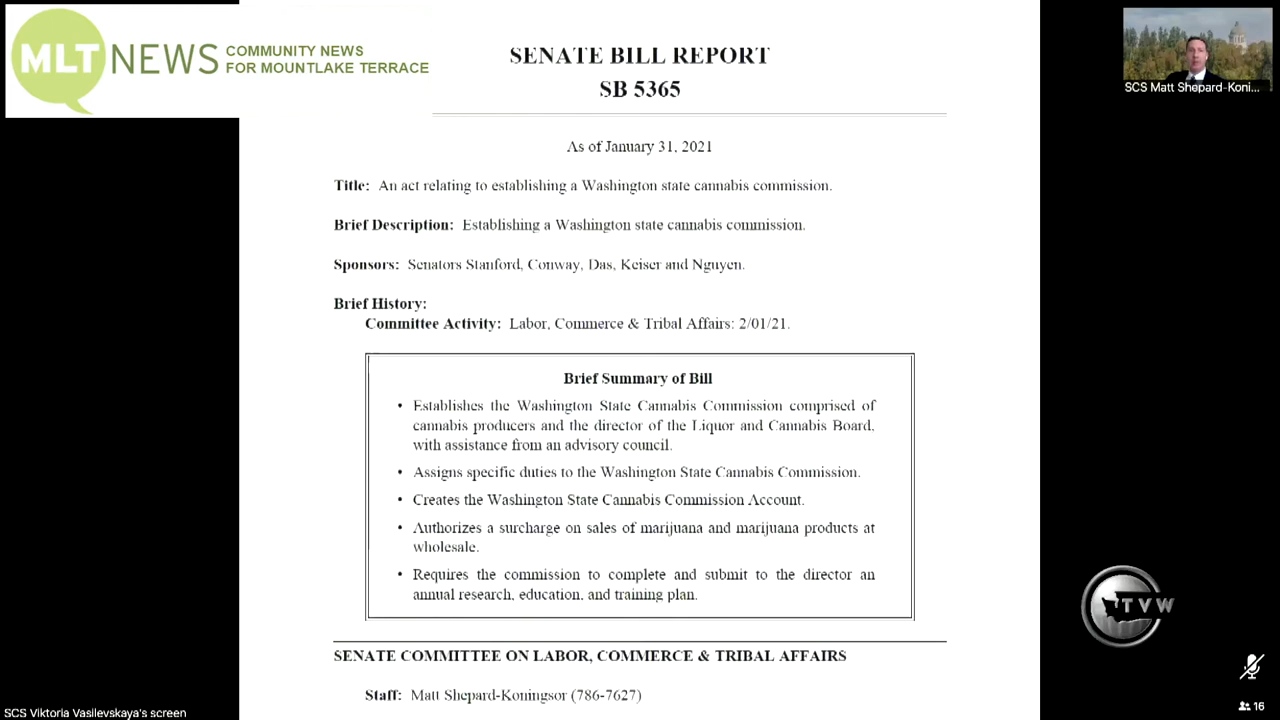 MLT NEWS
COMMUNITY NEWS
FOR MOUNTLAKE TERRACE
SENATE BILL REPORT
SB 5365
SCS Matt Shepard-Koni...
As of January 31, 2021
Title: An act relating to establishing a Washington state cannabis commission.
Brief Description: Establishing a Washington state cannabis commission.
Sponsors: Senators Stanford, Conway, Das, Keiser and Nguyen.
Brief History:
Committee Activity: Labor, Commerce & Tribal Affairs: 2/01/21.
Brief Summary of Bill
• Establishes the Washington State Cannabis Commission comprised of
cannabis producers and the director of the Liquor and Cannabis Board,
with assistance from an advisory council.
• Assigns specific duties to the Washington State Cannabis Commission.
• Creates the Washington State Cannabis Commission Account.
• Authorizes a surcharge on sales of marijuana and marijuana products at
wholesale.
• Requires the commission to complete and submit to the director an
annual research, education, and training plan.
TVW
SENATE COMMITTEE ON LABOR, COMMERCE & TRIBAL AFFAIRS
Staff: Matt Shepard-Koningsor (786-7627)
16
SCS Viktoria Vasilevskaya's screen